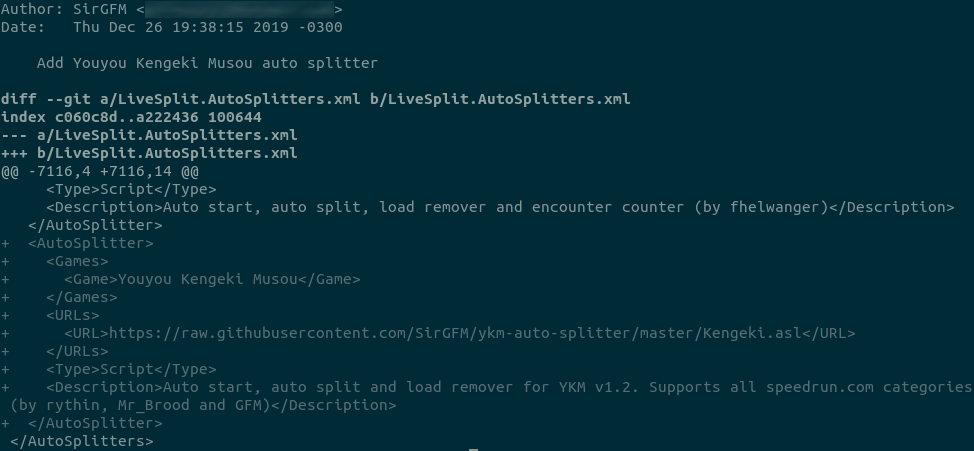 Author: SirGFM < >
Date:   Thu Dec 26 19:38:15 2019 -0300
    Add Youyou Kengeki Musou auto splitter
diff --git a/LiveSplit.AutoSplitters.xml b/LiveSplit.AutoSplitters.xml
index c060c8d..a222436 100644
--- a/LiveSplit.AutoSplitters.xml
+++ b/LiveSplit.AutoSplitters.xml
@@ -7116,4 +7116,14 @@
     <Type>Script</Type>
     <Description>Auto start, auto split, load remover and encounter counter (by fhelwanger)</Description>
   </AutoSplitter>
+  <AutoSplitter>
+    <Games>
+      <Game>Youyou Kengeki Musou</Game>
+    </Games>
+    <URLs>
+      <URL>https://raw.githubusercontent.com/SirGFM/ykm-auto-splitter/master/Kengeki.asl</URL>
+    </URLs>
+    <Type>Script</Type>
+    <Description>Auto start, auto split and load remover for YKM v1.2. Supports all speedrun.com categories
 (by rythin, Mr_Brood and GFM)</Description>
+  </AutoSplitter>
 </AutoSplitters>